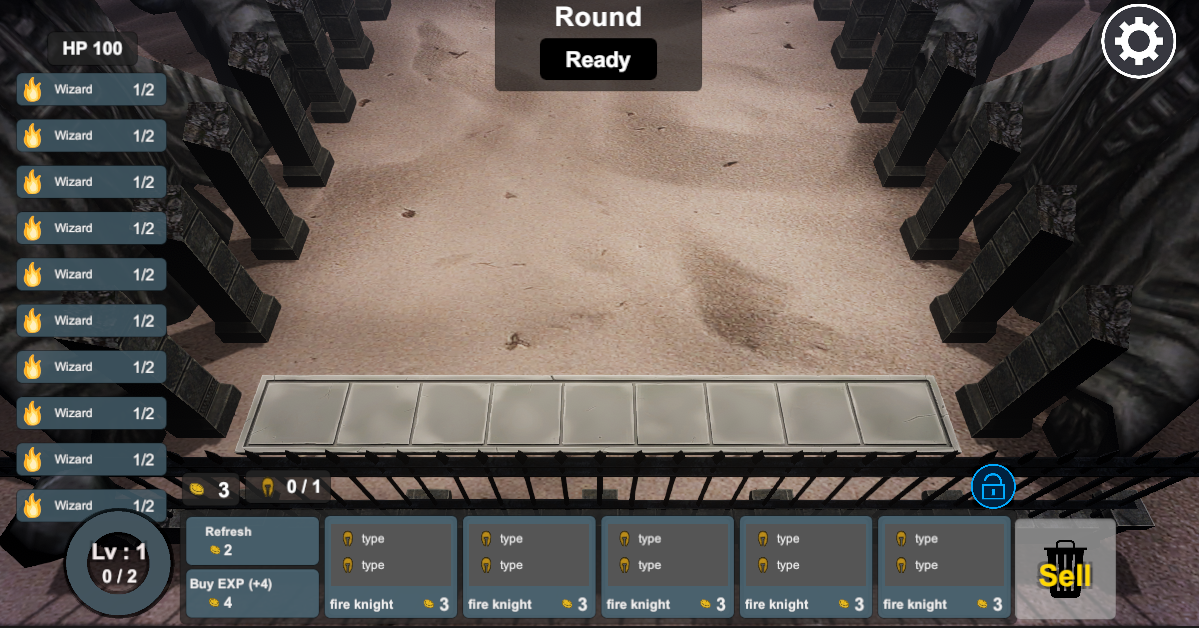 Round
Ready
HP 100
Wizard 1/2
Wizard 1/2
Wizard 1/2
Wizard 1/2
Wizard 1/2
Wizard 1/2
Wizard 1/2
Wizard 1/2
Wizard 1/2
Wizard 1/2
3 0 / 1
Lv : 1
0 / 2
Refresh
2
Buy EXP (+4)
4
type
type
fire knight 3
type
type
fire knight 3
type
type
fire knight 3
type
type
fire knight 3
type
type
fire knight 3
Sell